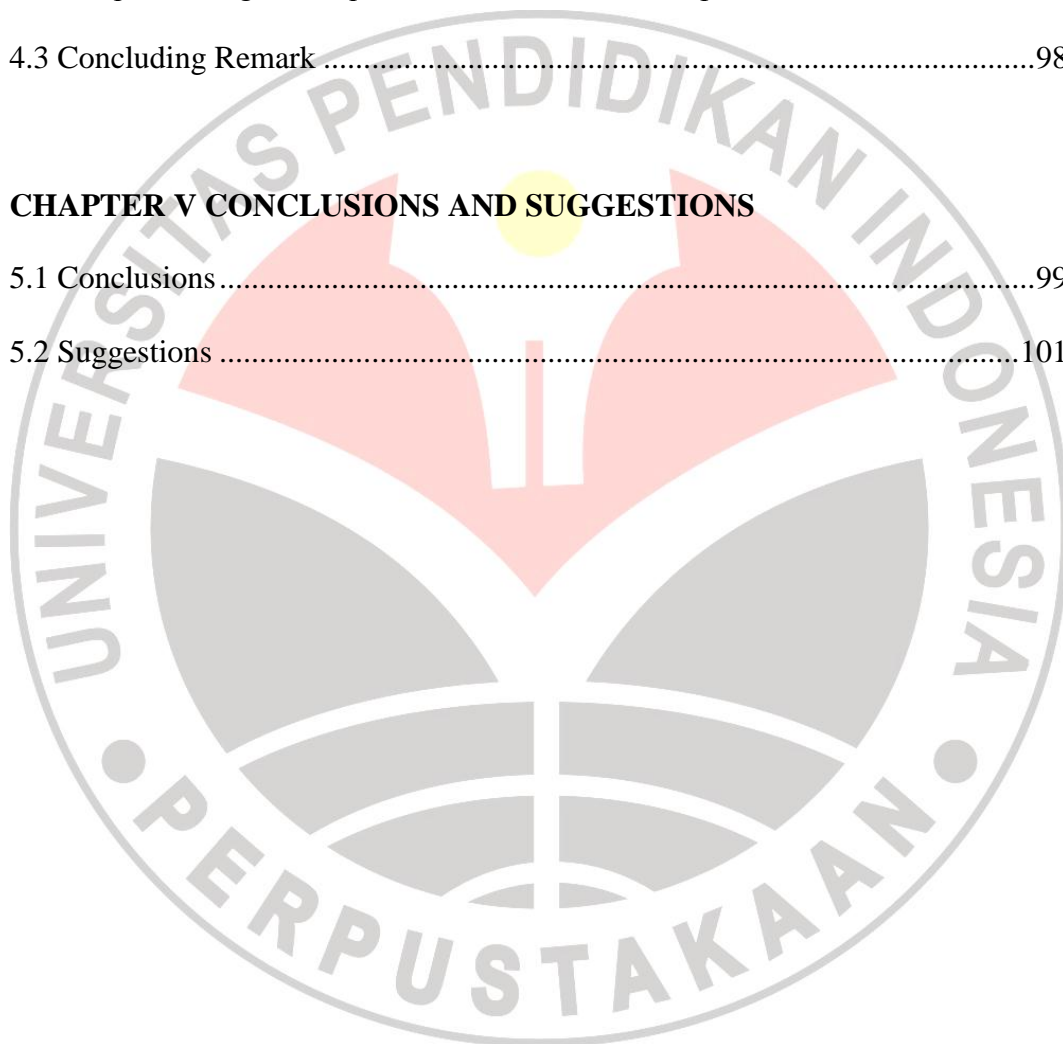 4.3 Concluding Remark ........................................................................................98
CHAPTER V CONCLUSIONS AND SUGGESTIONS
5.1 Conclusions.....................................................................................................99
5.2 Suggestions ...................................................................................................101
UNIVERSITAS PENDIDIKAN INDONESIA
PERPUSTAKAAN